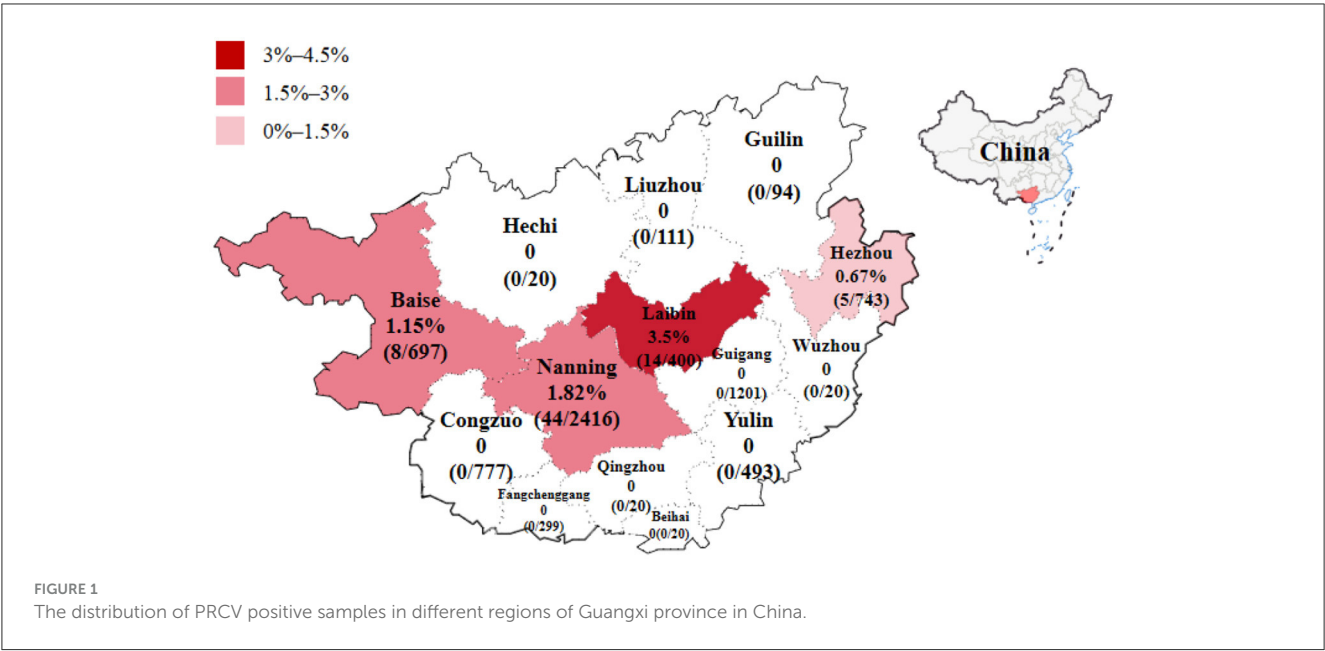 3%–4.5%
1.5%–3%
0%–1.5%
China
Guilin
0
(0/94)
Liuzhou
0
(0/111)
Hechi
0
(0/20)
Hezhou
0.67%
(5/743)
Baise
1.15%
(8/697)
Laibin
3.5%
(14/400)
Nanning
1.82%
(44/2416)
Guigang
0
0/1201)
Wuzhou
0
(0/20)
Congzuo
0
(0/777)
Yulin
0
(0/493)
Qingzhou
0
(0/20)
Fangchenggang
0
(0/299)
Beihai
0(0/20)
FIGURE 1
The distribution of PRCV positive samples in different regions of Guangxi province in China.